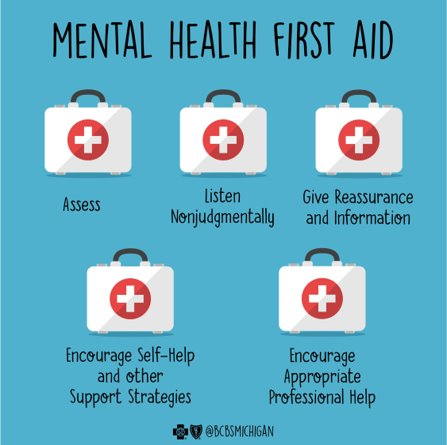 MENTAL HEALTH FIRST AID
Assess
Listen
Nonjudgmentally
Give Reassurance
and Information
Encourage Self-Help
and other
Support Strategies
Encourage
Appropriate
Professional Help
@BCBSMICHIGAN